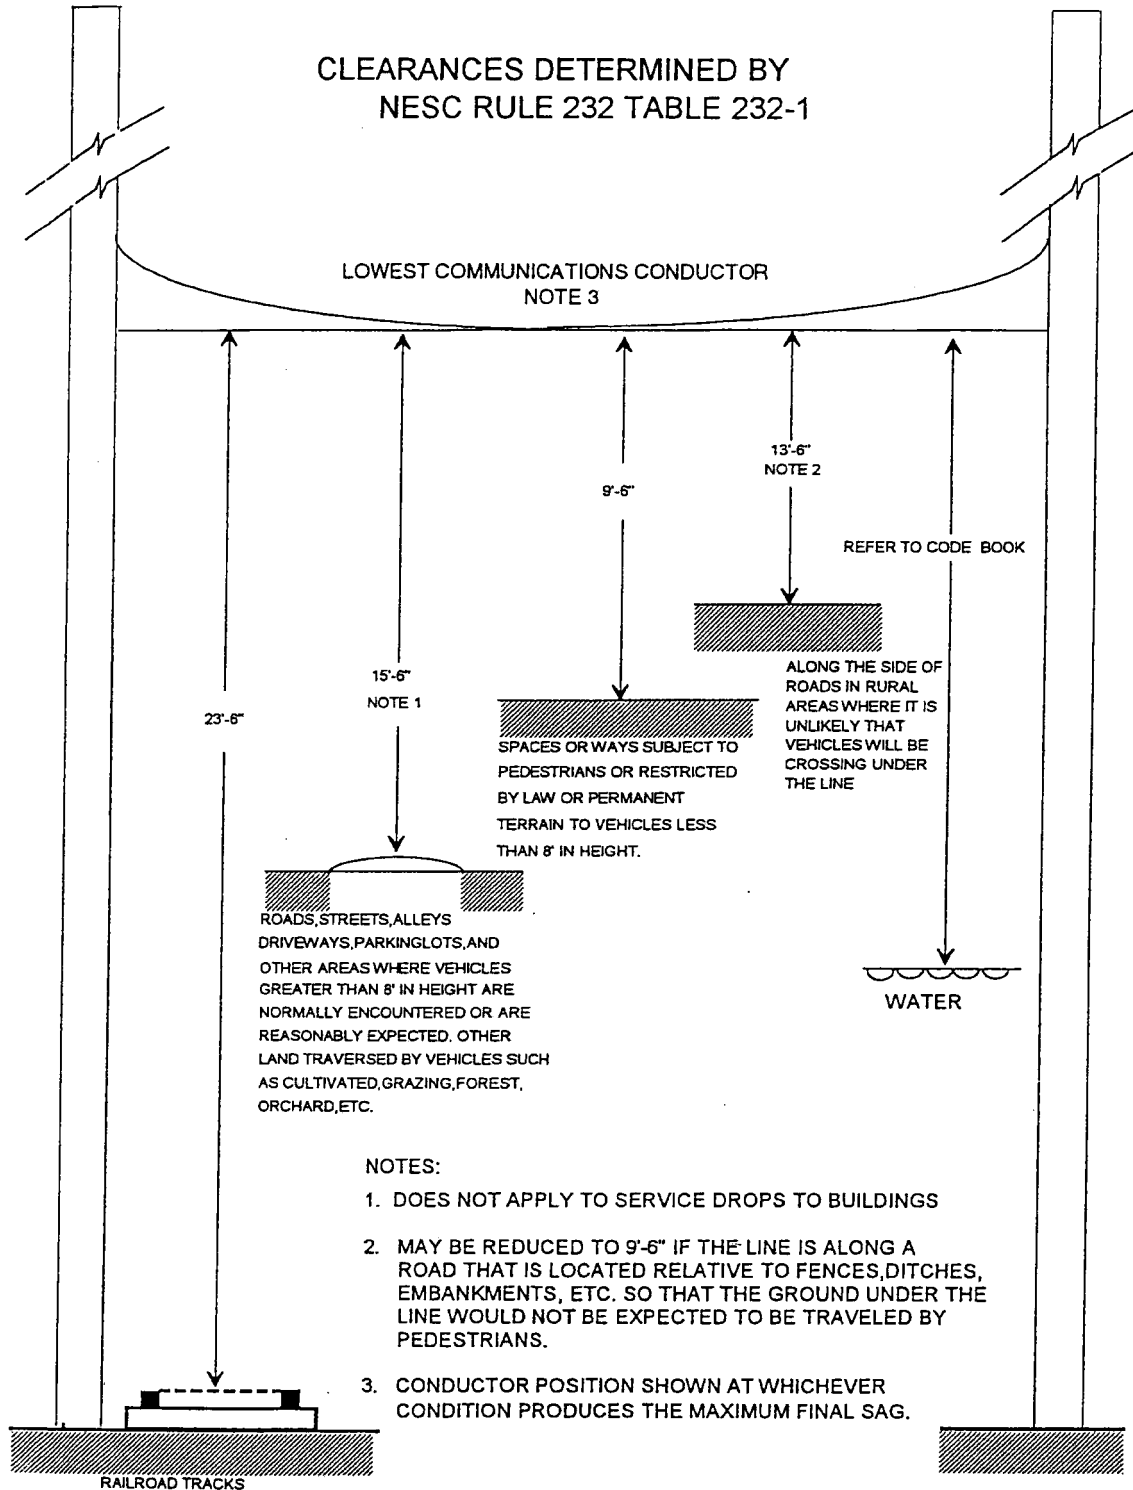 CLEARANCES DETERMINED BY
NESC RULE 232 TABLE 232-1
LOWEST COMMUNICATIONS CONDUCTOR
NOTE 3
13'-6"
NOTE 2
9'-6"
REFER TO CODE BOOK
15'-6"
NOTE 1
23'-6"
ALONG THE SIDE OF
ROADS IN RURAL
AREAS WHERE IT IS
UNLIKELY THAT
VEHICLES WILL BE
CROSSING UNDER
THE LINE
SPACES OR WAYS SUBJECT TO
PEDESTRIANS OR RESTRICTED
BY LAW OR PERMANENT
TERRAIN TO VEHICLES LESS
THAN 8' IN HEIGHT.
ROADS,STREETS,ALLEYS
DRIVEWAYS,PARKINGLOTS,AND
OTHER AREAS WHERE VEHICLES
GREATER THAN 8' IN HEIGHT ARE
NORMALLY ENCOUNTERED OR ARE
REASONABLY EXPECTED. OTHER
LAND TRAVERSED BY VEHICLES SUCH
AS CULTIVATED,GRAZING,FOREST,
ORCHARD,ETC.
WATER
NOTES:
1. DOES NOT APPLY TO SERVICE DROPS TO BUILDINGS
2. MAY BE REDUCED TO 9'-6" IF THE LINE IS ALONG A
ROAD THAT IS LOCATED RELATIVE TO FENCES,DITCHES,
EMBANKMENTS, ETC. SO THAT THE GROUND UNDER THE
LINE WOULD NOT BE EXPECTED TO BE TRAVELED BY
PEDESTRIANS.
3. CONDUCTOR POSITION SHOWN AT WHICHEVER
CONDITION PRODUCES THE MAXIMUM FINAL SAG.
RAILROAD TRACKS